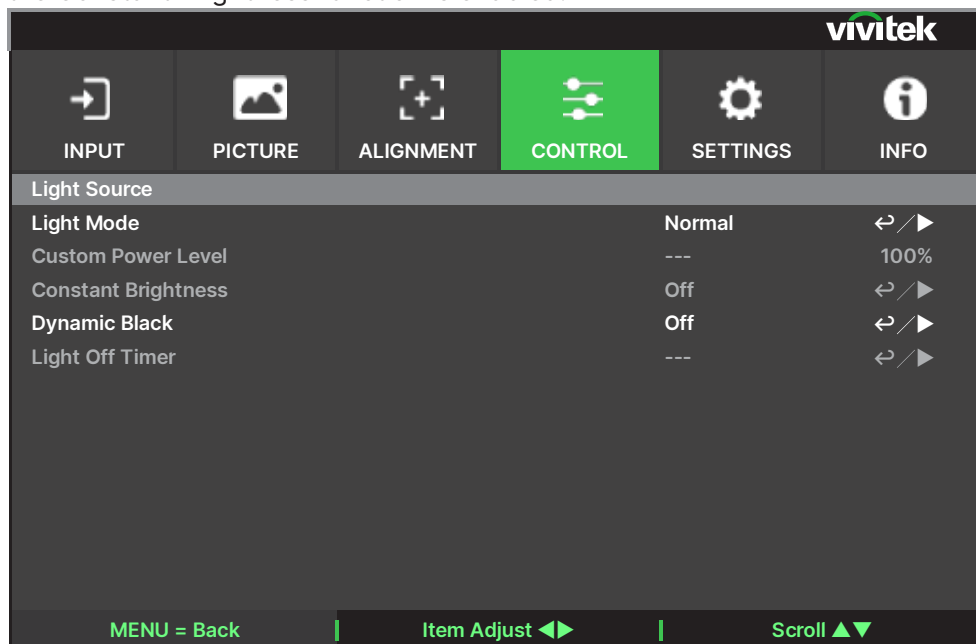 vivitek
INPUT PICTURE ALIGNMENT CONTROL SETTINGS INFO
Light Source
Light Mode Normal ↩/▶
Custom Power Level --- 100%
Constant Brightness Off ↩/▶
Dynamic Black Off ↩/▶
Light Off Timer --- ↩/▶
MENU = Back | Item Adjust ◀▶ | Scroll ▲▼